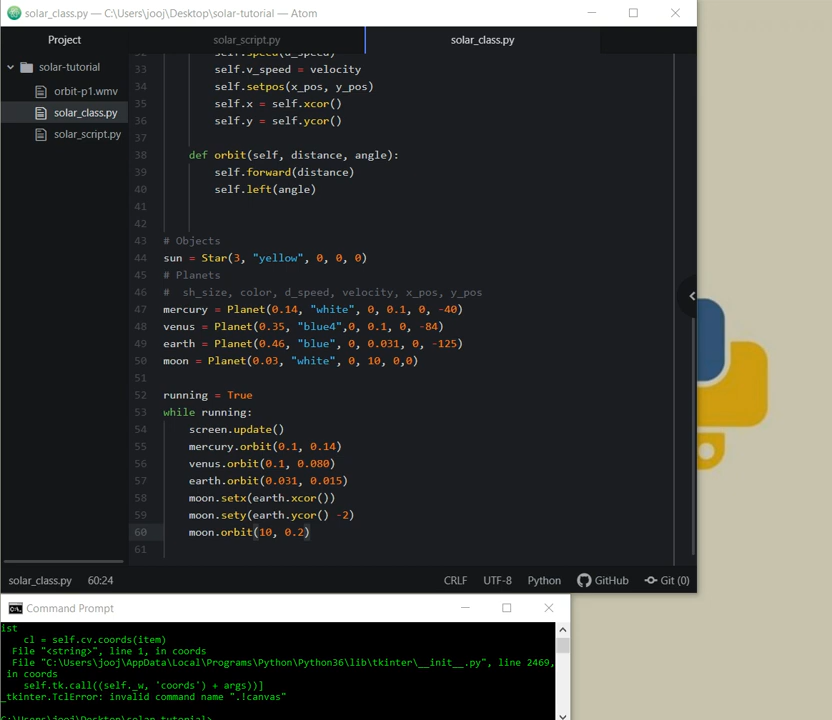 solar_class.py — C:\Users\jooj\Desktop\solar-tutorial — Atom
Project
solar_script.py
solar_class.py
solar-tutorial
orbit-p1.wmv
solar_class.py
solar_script.py
33 self.v_speed = velocity
34 self.setpos(x_pos, y_pos)
35 self.x = self.xcor()
36 self.y = self.ycor()
37
38 def orbit(self, distance, angle):
39 self.forward(distance)
40 self.left(angle)
41
42
43 # Objects
44 sun = Star(3, "yellow", 0, 0, 0)
45 # Planets
46 #  sh_size, color, d_speed, velocity, x_pos, y_pos
47 mercury = Planet(0.14, "white", 0, 0.1, 0, -40)
48 venus = Planet(0.35, "blue4",0, 0.1, 0, -84)
49 earth = Planet(0.46, "blue", 0, 0.031, 0, -125)
50 moon = Planet(0.03, "white", 0, 10, 0,0)
51
52 running = True
53 while running:
54 screen.update()
55 mercury.orbit(0.1, 0.14)
56 venus.orbit(0.1, 0.080)
57 earth.orbit(0.031, 0.015)
58 moon.setx(earth.xcor())
59 moon.sety(earth.ycor() -2)
60 moon.orbit(10, 0.2)
61
solar_class.py 60:24 CRLF UTF-8 Python GitHub Git (0)
Command Prompt
ist
cl = self.cv.coords(item)
File "<string>", line 1, in coords
File "C:\Users\jooj\AppData\Local\Programs\Python\Python36\lib\tkinter\__init__.py", line 2469,
in coords
self.tk.call((self._w, 'coords') + args))]
_tkinter.TclError: invalid command name ".!canvas"
C:\Users\jooj\Desktop\solar-tutorial>